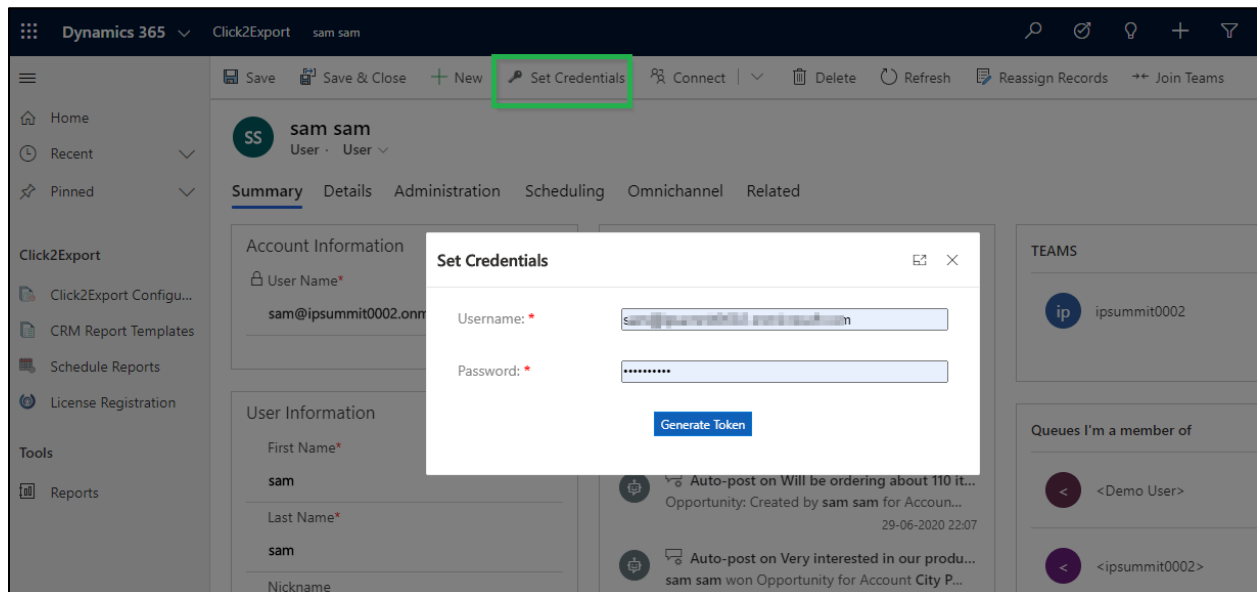 Dynamics 365 Click2Export sam sam
Save Save & Close New Set Credentials Connect Delete Refresh Reassign Records Join Teams
Home
Recent
Pinned
Click2Export
Click2Export Configu...
CRM Report Templates
Schedule Reports
License Registration
Tools
Reports
SS
sam sam
User · User
Summary Details Administration Scheduling Omnichannel Related
Account Information
User Name*
sam@ipsummit0002.onm
User Information
First Name*
sam
Last Name*
sam
Nickname
Set Credentials
Username: *
Password: *
••••••••••
Generate Token
Auto-post on Will be ordering about 110 it...
Opportunity: Created by sam sam for Accoun...
29-06-2020 22:07
Auto-post on Very interested in our produ...
sam sam won Opportunity for Account City P...
TEAMS
ip ipsummit0002
Queues I'm a member of
< <Demo User>
< <ipsummit0002>